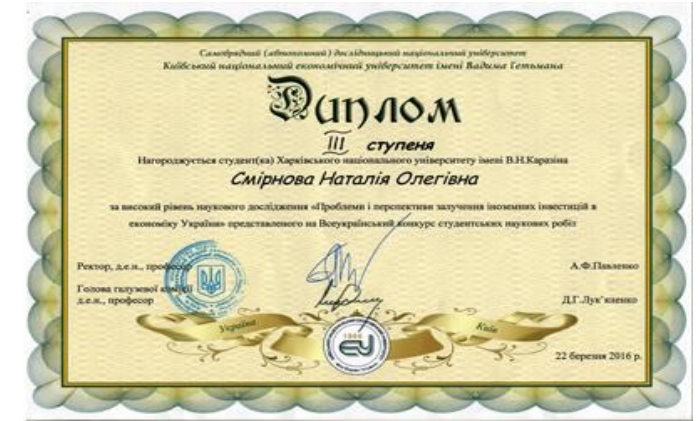 Самоврядний (автономний) дослідницький національний університет
Київський національний економічний університет імені Вадима Гетьмана
Диплом
III ступеня
Нагороджується студент(ка) Харківського національного університету імені В.Н.Каразіна
Смірнова Наталія Олегівна
за високий рівень наукового дослідження «Проблеми і перспективи залучення іноземних інвестицій в
економіку України» представленого на Всеукраїнський конкурс студентських наукових робіт
Ректор, д.е.н., професор
А.Ф.Павленко
Голова галузевої комісії
д.е.н., професор
Д.Г.Лук'яненко
Україна
Київ
1906
22 березня 2016 р.